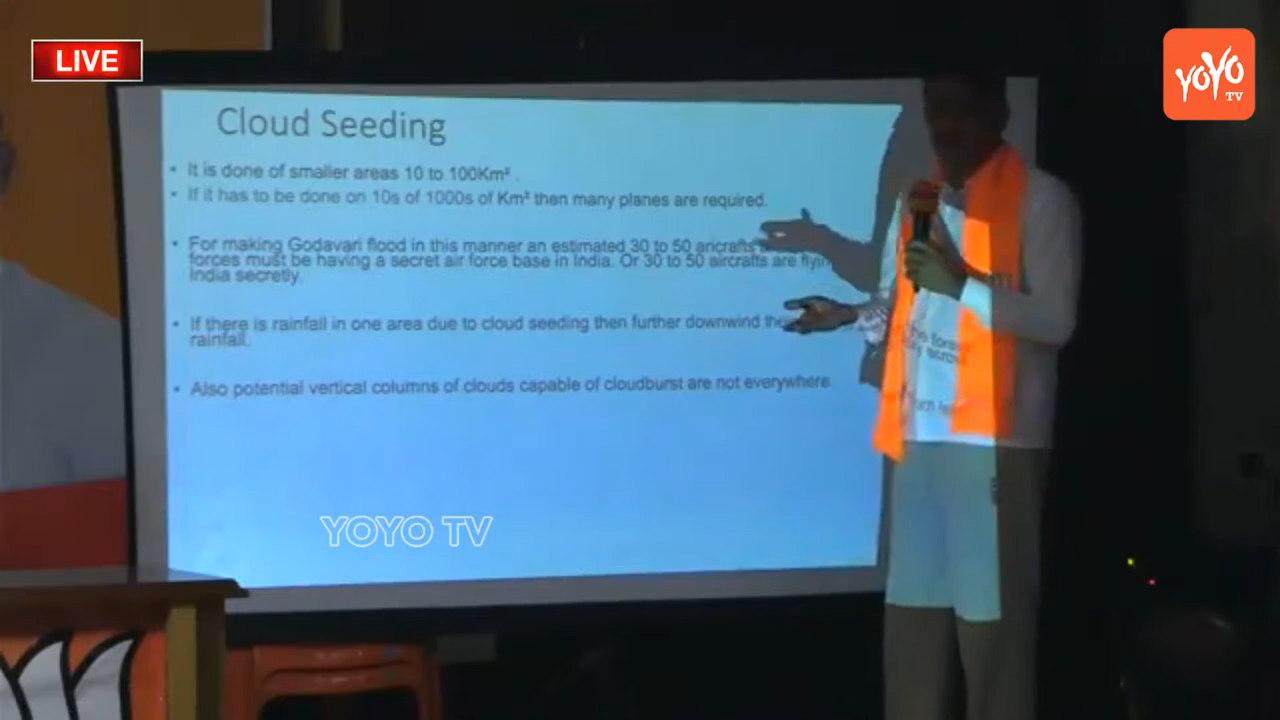 LIVE
YOYO
TV
Cloud Seeding
• It is done of smaller areas 10 to 100Km² .
• If it has to be done on 10s of 1000s of Km² then many planes are required.
• For making Godavari flood in this manner an estimated 30 to 50 aricrafts
forces must be having a secret air force base in India. Or 30 to 50 aircrafts are flyin
India secretly.
• If there is rainfall in one area due to cloud seeding then further downwind
rainfall.
• Also potential vertical columns of clouds capable of cloudburst are not everywhere.
YOYO TV